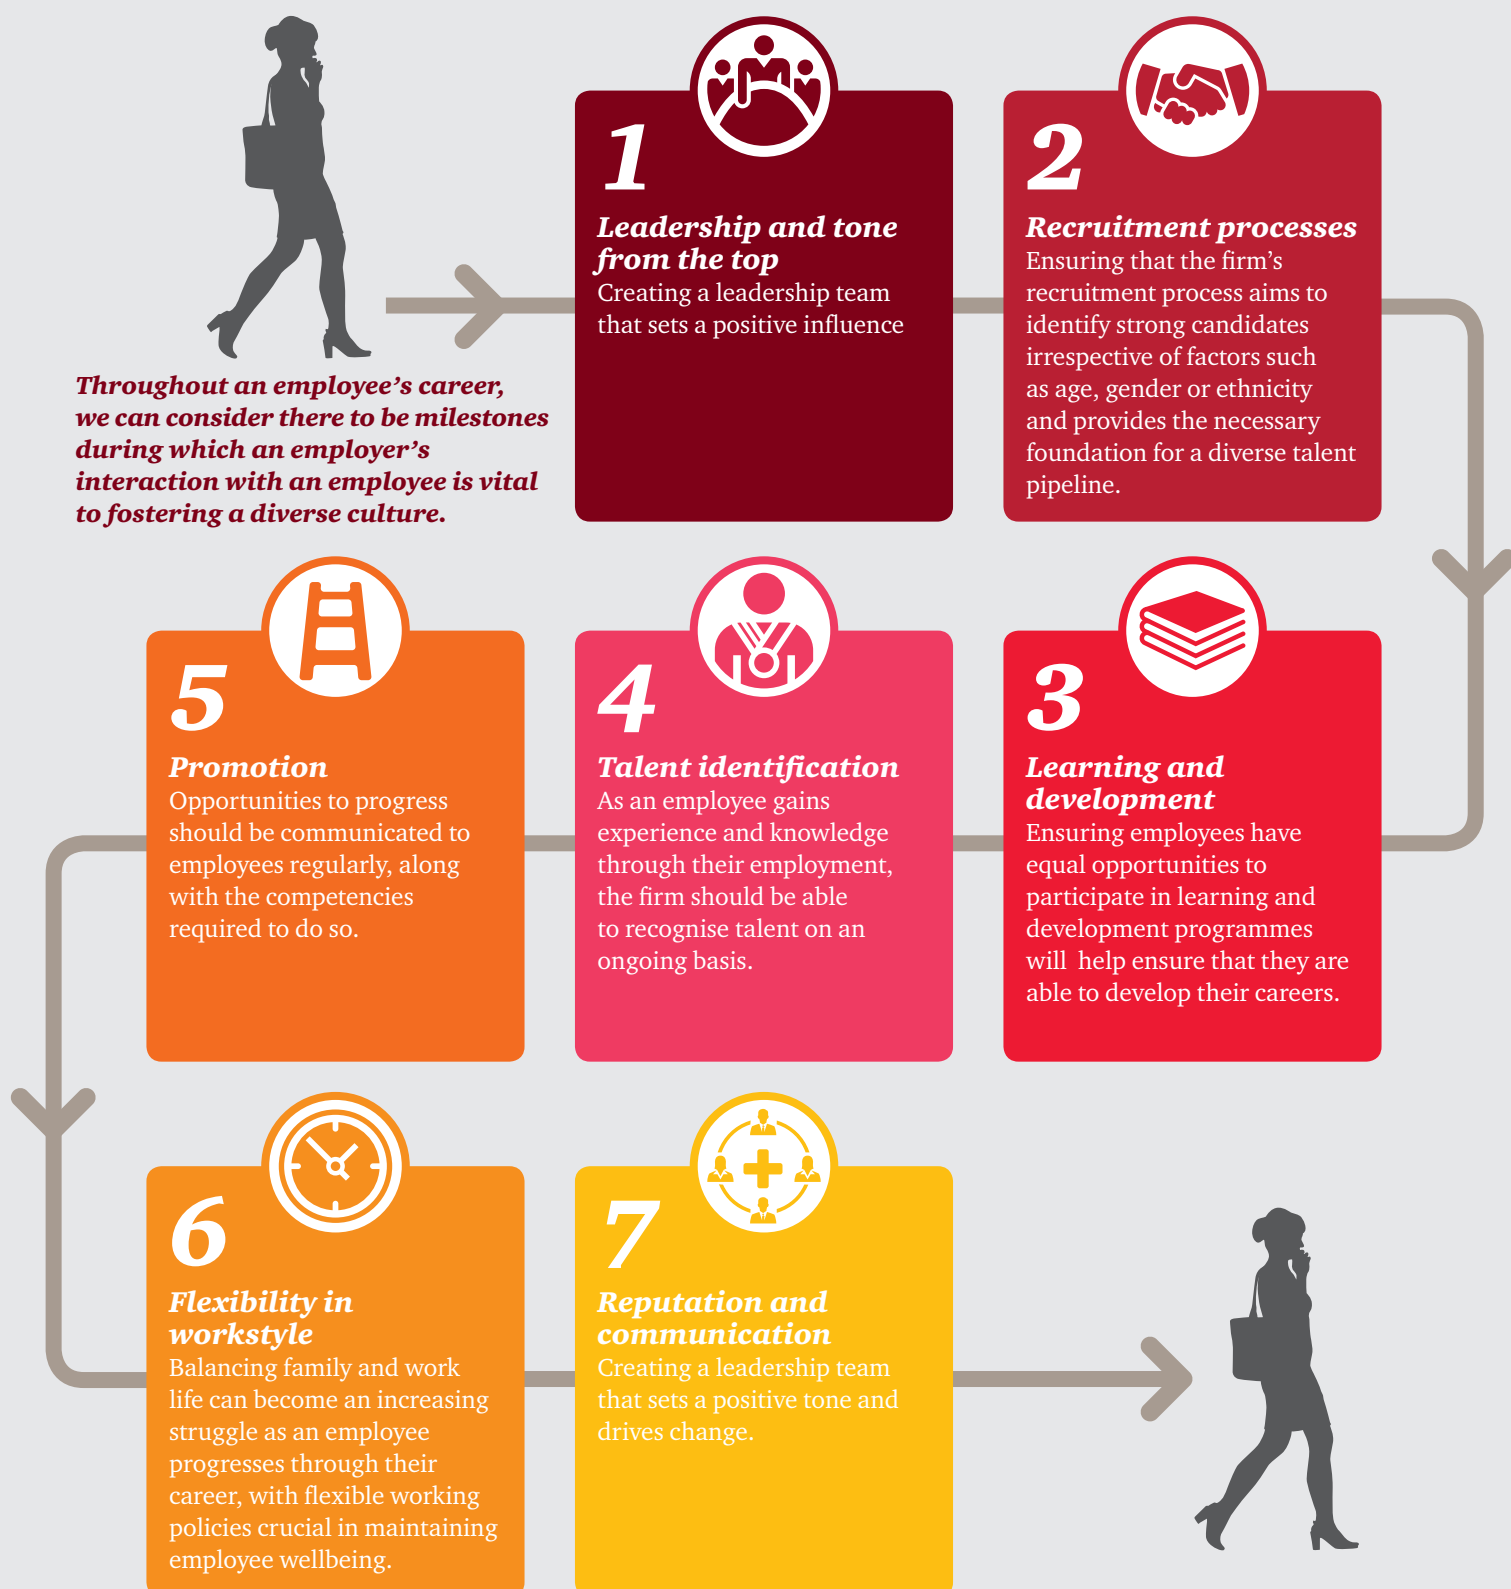 Throughout an employee's career,
we can consider there to be milestones
during which an employer's
interaction with an employee is vital
to fostering a diverse culture.
1
Leadership and tone
from the top
Creating a leadership team
that sets a positive influence
2
Recruitment processes
Ensuring that the firm's
recruitment process aims to
identify strong candidates
irrespective of factors such
as age, gender or ethnicity
and provides the necessary
foundation for a diverse talent
pipeline.
3
Learning and
development
Ensuring employees have
equal opportunities to
participate in learning and
development programmes
will help ensure that they are
able to develop their careers.
4
Talent identification
As an employee gains
experience and knowledge
through their employment,
the firm should be able
to recognise talent on an
ongoing basis.
5
Promotion
Opportunities to progress
should be communicated to
employees regularly, along
with the competencies
required to do so.
6
Flexibility in
workstyle
Balancing family and work
life can become an increasing
struggle as an employee
progresses through their
career, with flexible working
policies crucial in maintaining
employee wellbeing.
7
Reputation and
communication
Creating a leadership team
that sets a positive tone and
drives change.